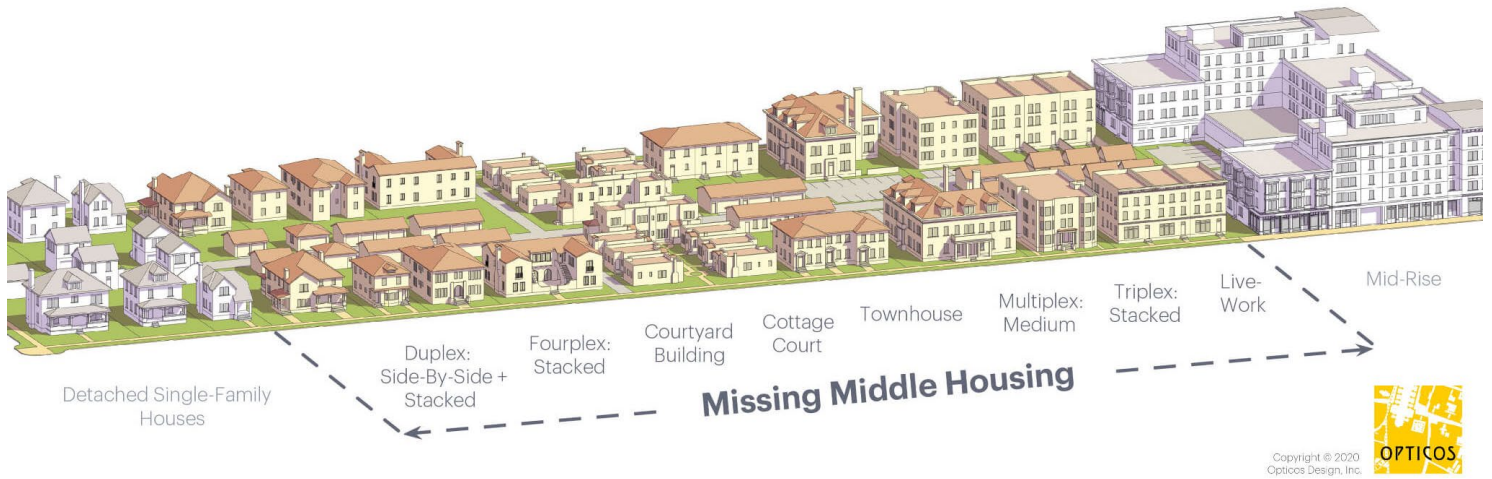 Detached Single-Family
Houses
Duplex:
Side-By-Side +
Stacked
Fourplex:
Stacked
Courtyard
Building
Cottage
Court
Townhouse
Multiplex:
Medium
Triplex:
Stacked
Live-
Work
Mid-Rise
Missing Middle Housing
Copyright © 2020
Opticos Design, Inc.
OPTICOS